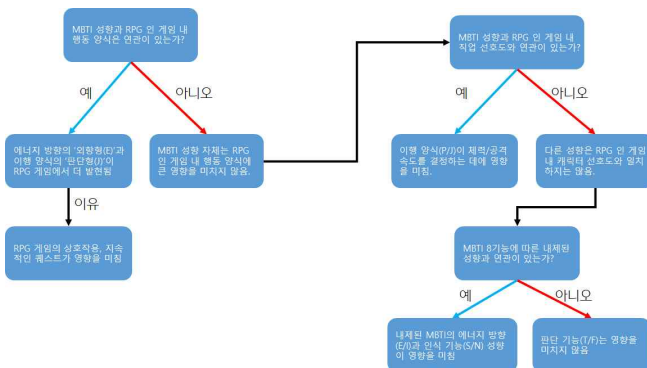 MBTI 성향과 RPG 인 게임 내
행동 양식은 연관이 있는가?
예
아니오
에너지 방향의 '외향형(E)'과
이행 양식의 '판단형(J)'이
RPG 게임에서 더 발현됨
MBTI 성향 자체는 RPG
인 게임 내 행동 양식에
큰 영향을 미치지 않음.
이유
RPG 게임의 상호작용, 지속
적인 퀘스트가 영향을 미침
MBTI 성향과 RPG 인 게임 내
직업 선호도와 연관이 있는가?
예
아니오
이행 양식(P/J)이 체력/공격
속도를 결정하는 데에 영향
을 미침.
다른 성향은 RPG 인 게임
내 캐릭터 선호도와 일치
하지는 않음.
MBTI 8기능에 따른 내제된
성향과 연관이 있는가?
예
아니오
내제된 MBTI의 에너지 방향
(E/I)과 인식 기능(S/N) 성향
이 영향을 미침
판단 기능(T/F)는 영향을
미치지 않음